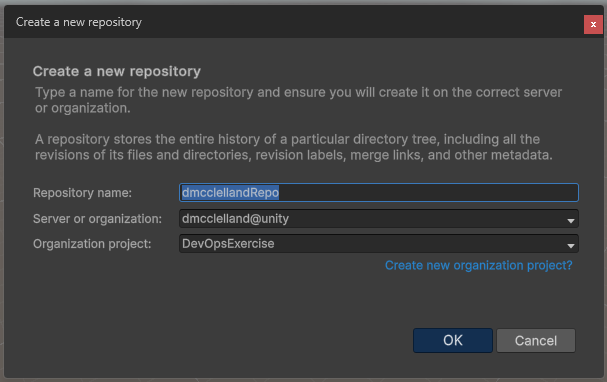 Create a new repository
x
Create a new repository
Type a name for the new repository and ensure you will create it on the correct server
or organization.
A repository stores the entire history of a particular directory tree, including all the
revisions of its files and directories, revision labels, merge links, and other metadata.
Repository name: dmcclellandRepo
Server or organization: dmcclelland@unity
Organization project: DevOpsExercise
Create new organization project?
OK Cancel